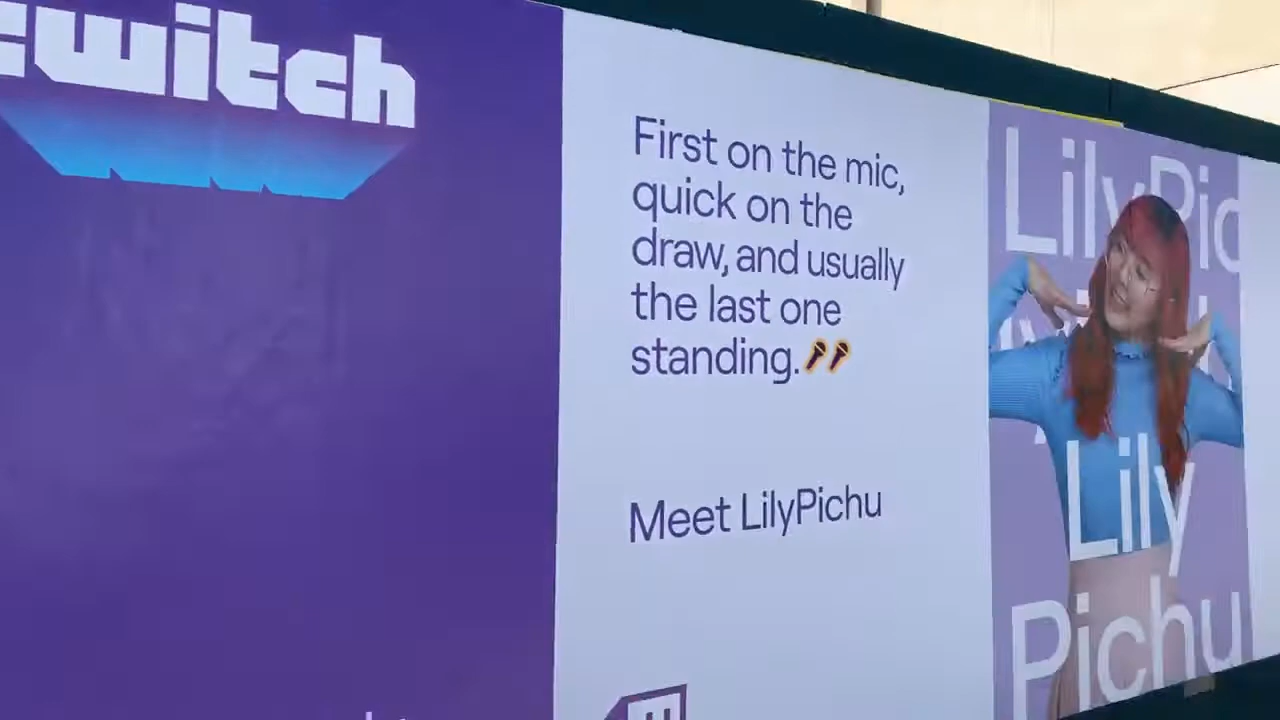 twitch
First on the mic,
quick on the
draw, and usually
the last one
standing.🎤🎤
Meet LilyPichu
LilyPic
Lily
Pichu